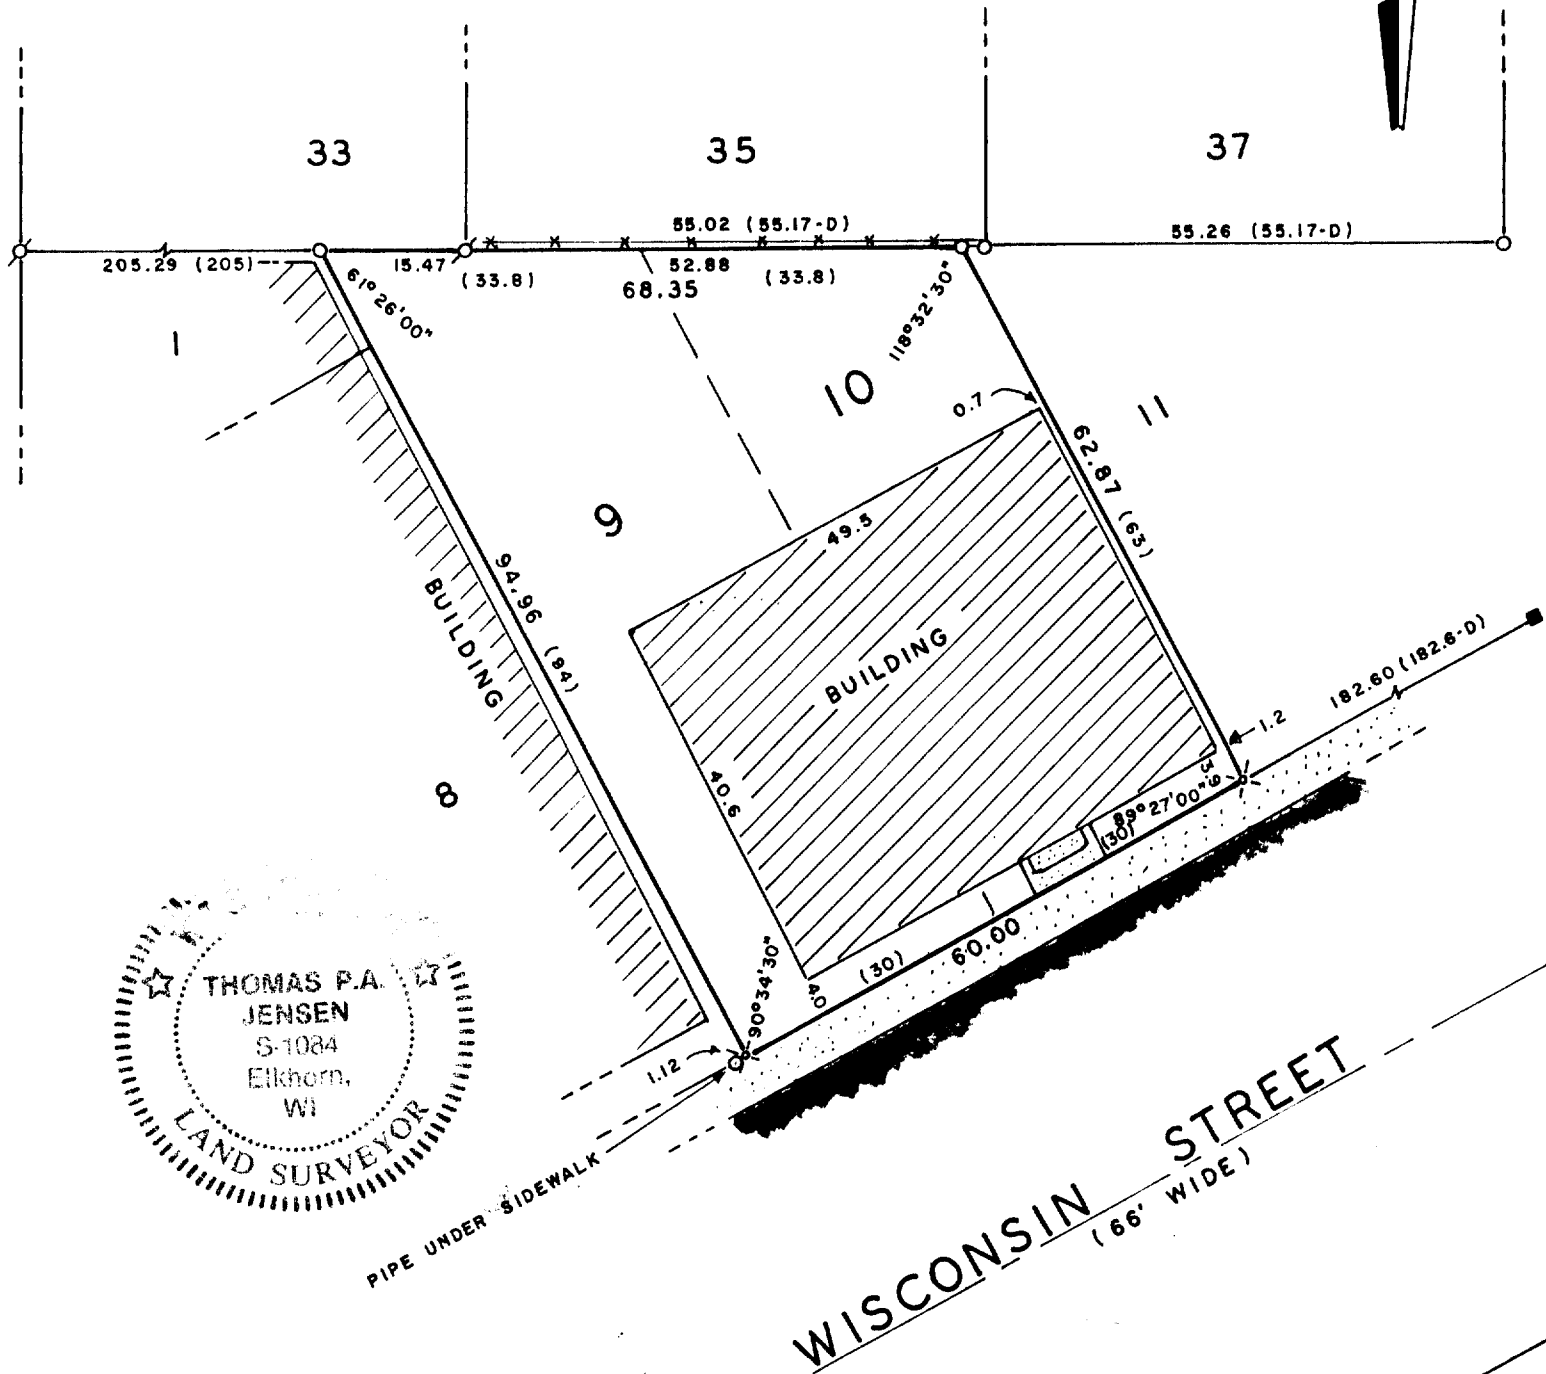 33
35
37
55.02 (55.17-D)
55.26 (55.17-D)
205.29 (205)
15.47
52.88
(33.8)
(33.8)
68.35
61°26'00"
118°32'30"
1
10
0.7
11
62.87 (63)
9
49.5
94.96 (94)
BUILDING
BUILDING
182.60 (182.6-D)
1.2
40.6
3.9
89°27'00"
(30)
8
60.00
(30)
4.0
90°34'30"
1.12
THOMAS P.A.
JENSEN
S-1084
Elkhorn,
WI
LAND SURVEYOR
PIPE UNDER SIDEWALK
WISCONSIN STREET
(66' WIDE)